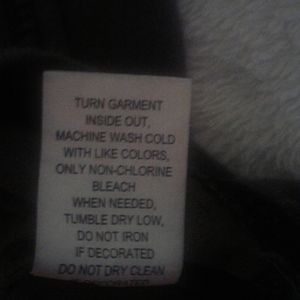 TURN GARMENT
INSIDE OUT,
MACHINE WASH COLD
WITH LIKE COLORS,
ONLY NON-CHLORINE
BLEACH
WHEN NEEDED,
TUMBLE DRY LOW,
DO NOT IRON
IF DECORATED
DO NOT DRY CLEAN
DECORATED